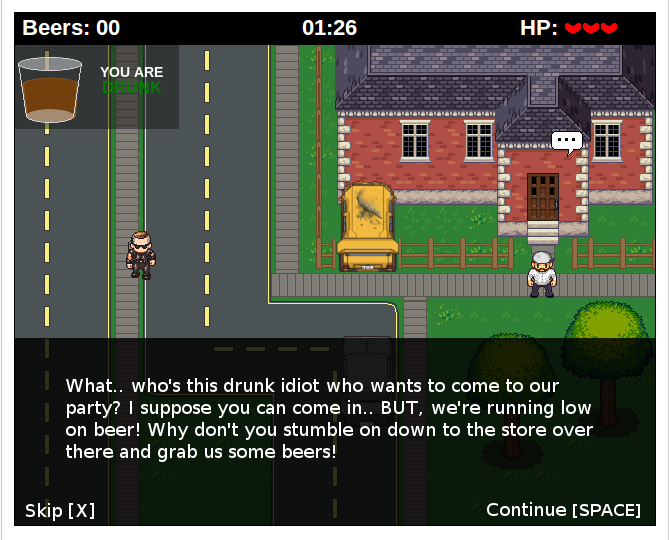 Beers: 00
01:26
HP:
YOU ARE
DRUNK
...
What.. who's this drunk idiot who wants to come to our
party? I suppose you can come in.. BUT, we're running low
on beer! Why don't you stumble on down to the store over
there and grab us some beers!
Skip [X]
Continue [SPACE]